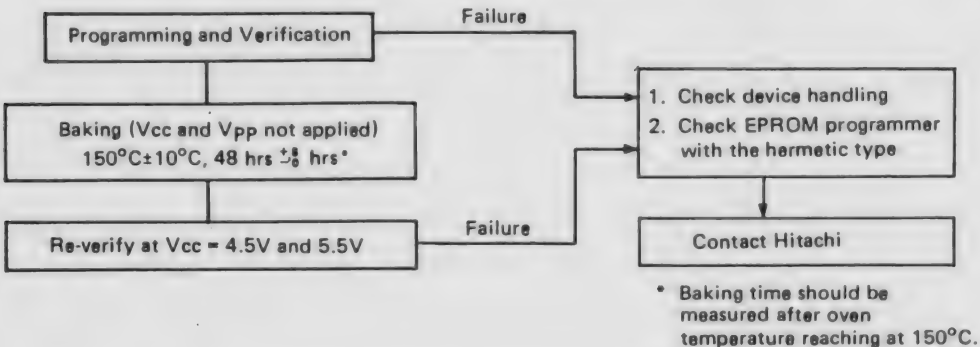 Failure
Programming and Verification
1. Check device handling
2. Check EPROM programmer
with the hermetic type
Baking (Vcc and VPP not applied)
150°C±10°C, 48 hrs +8 -0 hrs*
Failure
Re-verify at Vcc = 4.5V and 5.5V
Contact Hitachi
* Baking time should be
measured after oven
temperature reaching at 150°C.